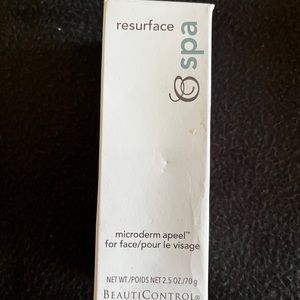 resurface
spa
microderm apeel™
for face/pour le visage
NET WT./POIDS NET 2.5 OZ./70 g
BEAUTICONTROL®